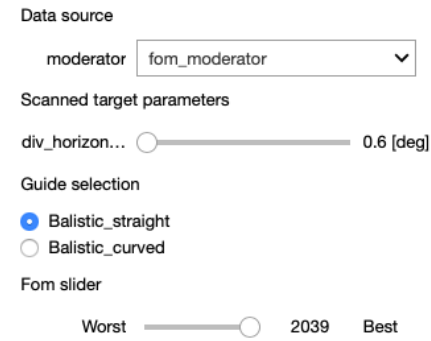 Data source
moderator fom_moderator
Scanned target parameters
div_horizon... 0.6 [deg]
Guide selection
Balistic_straight
Balistic_curved
Fom slider
Worst 2039 Best